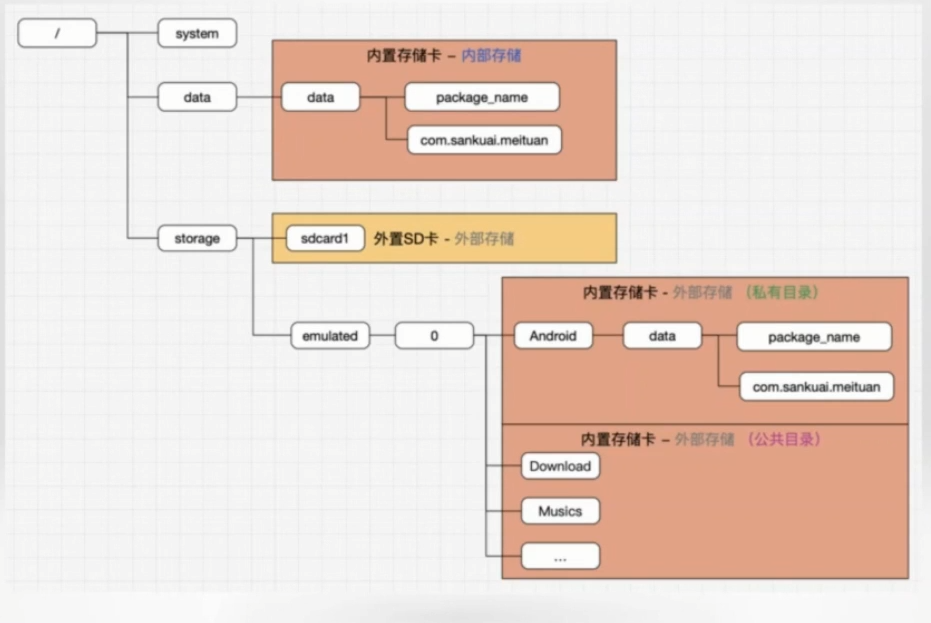 /
system
内置存储卡 – 内部存储
data
data
package_name
com.sankuai.meituan
storage
sdcard1
外置SD卡 - 外部存储
内置存储卡 - 外部存储 （私有目录）
emulated
0
Android
data
package_name
com.sankuai.meituan
内置存储卡 – 外部存储 （公共目录）
Download
Musics
...